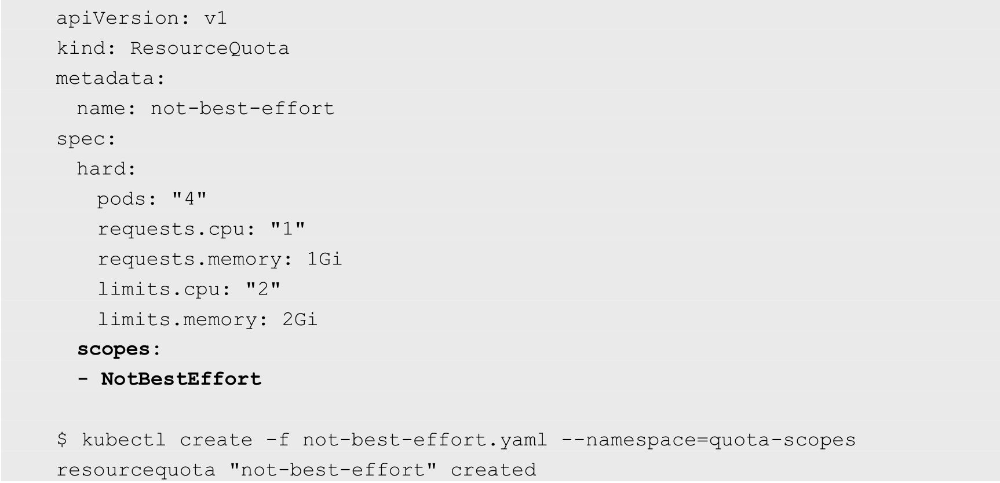 apiVersion: v1
kind: ResourceQuota
metadata:
  name: not-best-effort
spec:
  hard:
    pods: "4"
    requests.cpu: "1"
    requests.memory: 1Gi
    limits.cpu: "2"
    limits.memory: 2Gi
  scopes:
  - NotBestEffort

$ kubectl create -f not-best-effort.yaml --namespace=quota-scopes
resourcequota "not-best-effort" created